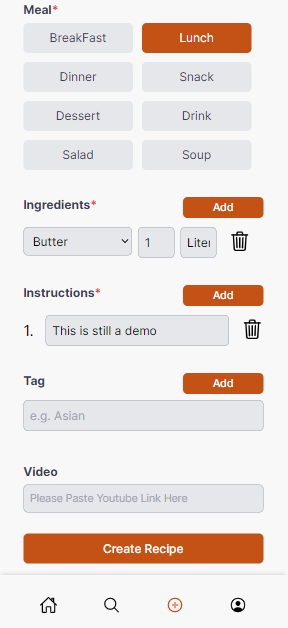 Meal*
BreakFast Lunch
Dinner Snack
Dessert Drink
Salad Soup
Ingredients* Add
Butter 1 Liter
Instructions* Add
1. This is still a demo
Tag Add
e.g. Asian
Video
Please Paste Youtube Link Here
Create Recipe